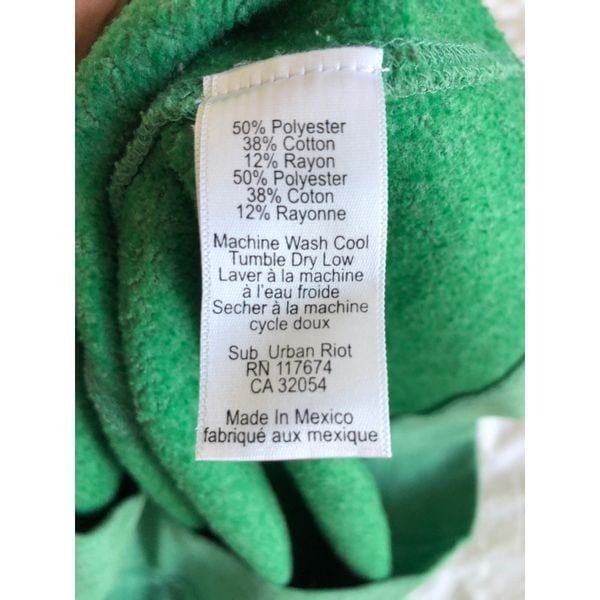 50% Polyester
38% Cotton
12% Rayon
50% Polyester
38% Coton
12% Rayonne
Machine Wash Cool
Tumble Dry Low
Laver à la machine
à l'eau froide
Secher à la machine
cycle doux
Sub_Urban Riot
RN 117674
CA 32054
Made In Mexico
fabriqué aux mexique